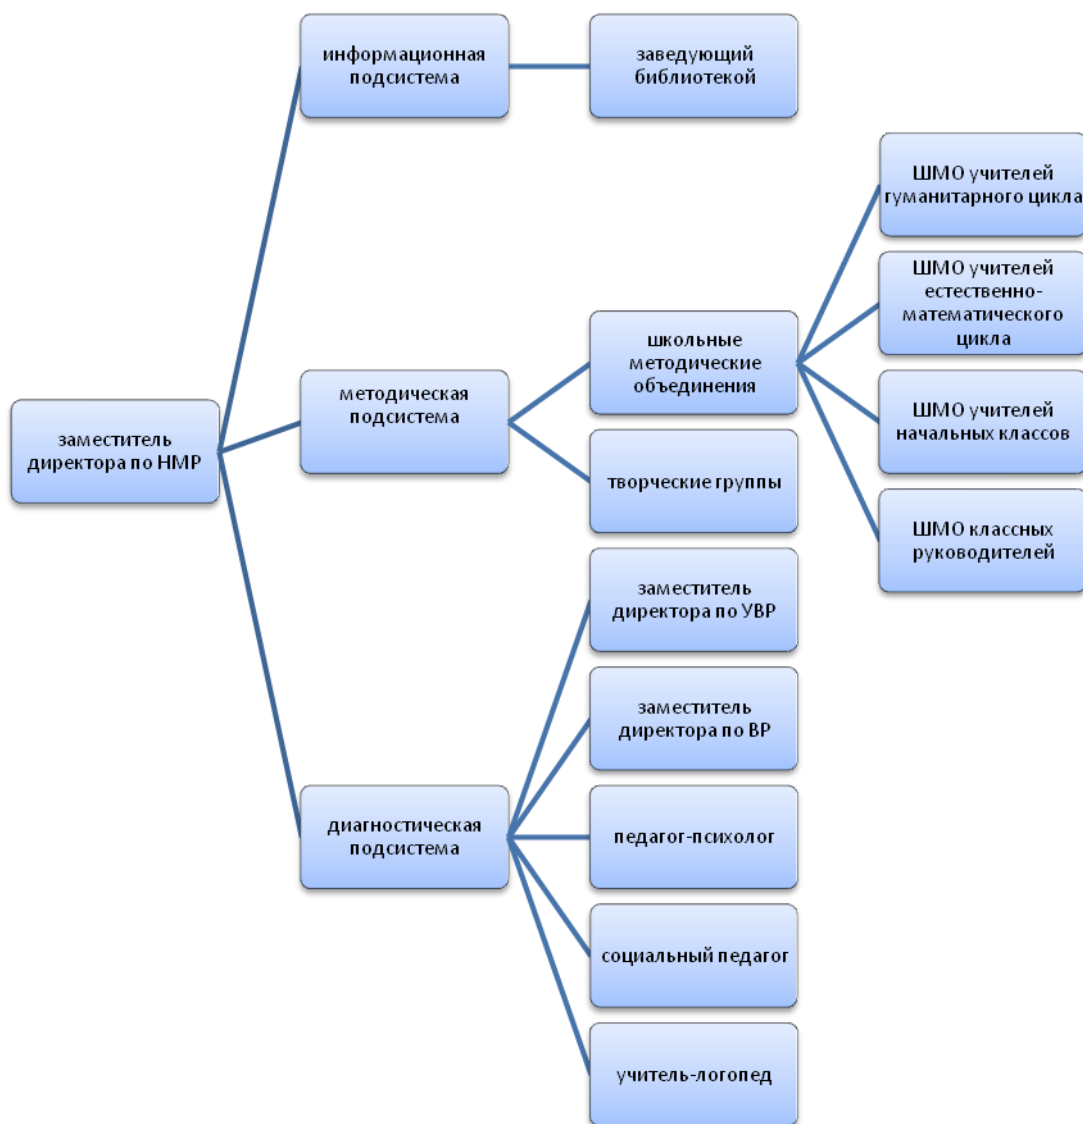 информационная
подсистема
заведующий
библиотекой
ШМО учителей
гуманитарного цикла
ШМО учителей
естественно-
математического
цикла
школьные
методические
объединения
методическая
подсистема
ШМО учителей
начальных классов
заместитель
директора по НМР
творческие группы
ШМО классных
руководителей
заместитель
директора по УВР
заместитель
директора по ВР
диагностическая
подсистема
педагог-психолог
социальный педагог
учитель-логопед